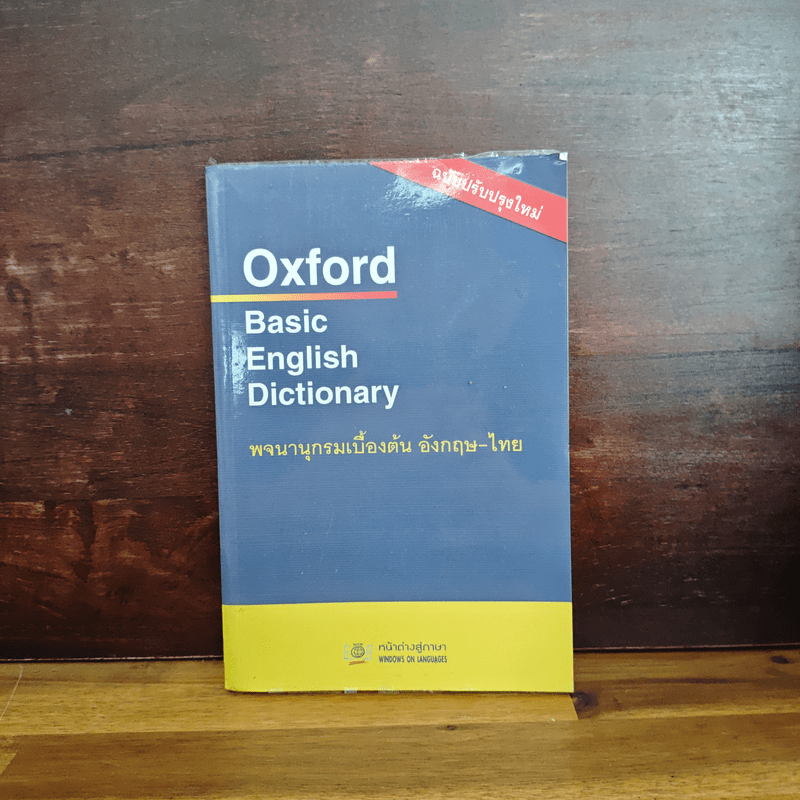 ฉบับปรับปรุงใหม่
Oxford
Basic
English
Dictionary
พจนานุกรมเบื้องต้น อังกฤษ-ไทย
หน้าต่างสู่ภาษา
WINDOWS ON LANGUAGES